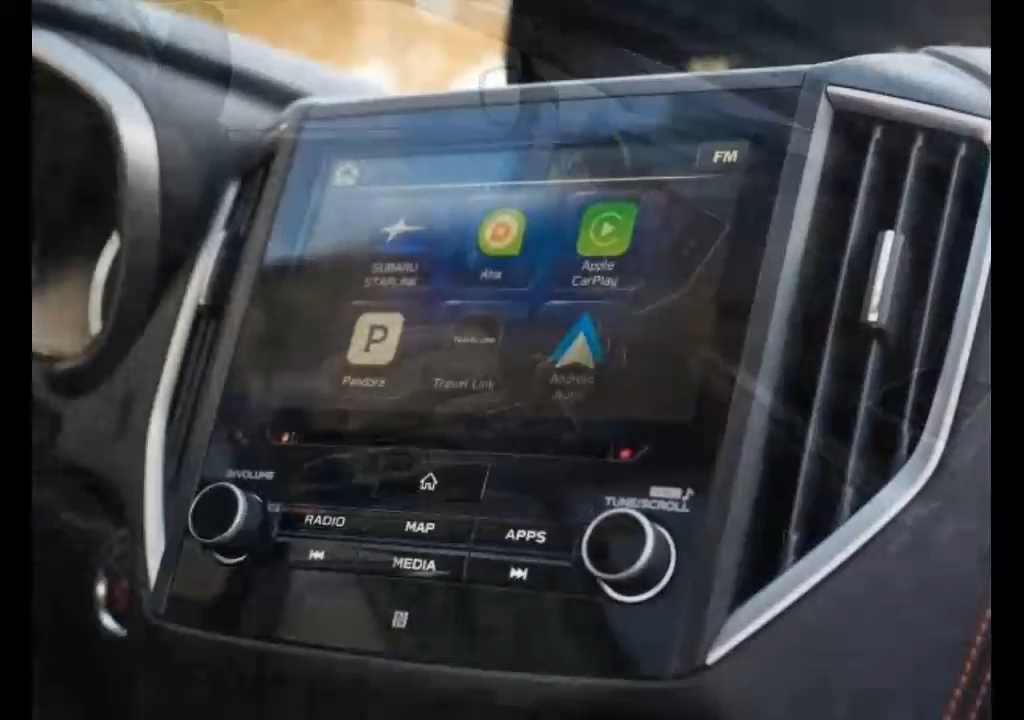 FM
SUBARU
STARLINK
Aha
Apple
CarPlay
P
Pandora
Travel Link
Android
Auto
VOLUME
TUNE/SCROLL
RADIO
MAP
APPS
MEDIA